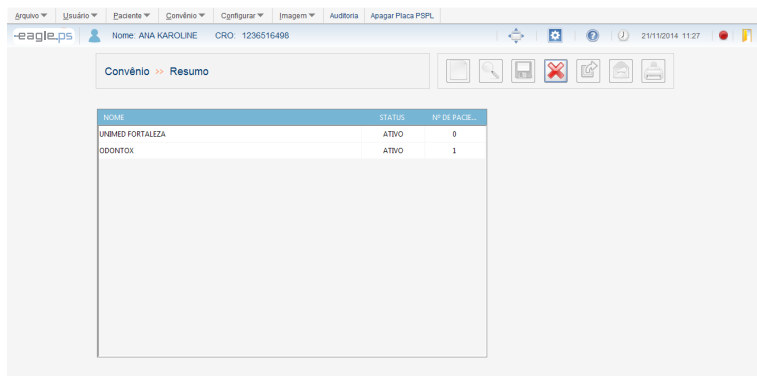 Arquivo Usuário Paciente Convênio Configurar Imagem Auditoria Apagar Placa PSPL
-eagle.ps Nome: ANA KAROLINE CRO: 1236516498 21/11/2014 11:27
Convênio >> Resumo
NOME STATUS Nº DE PACIE...
UNIMED FORTALEZA ATIVO 0
ODONTOX ATIVO 1